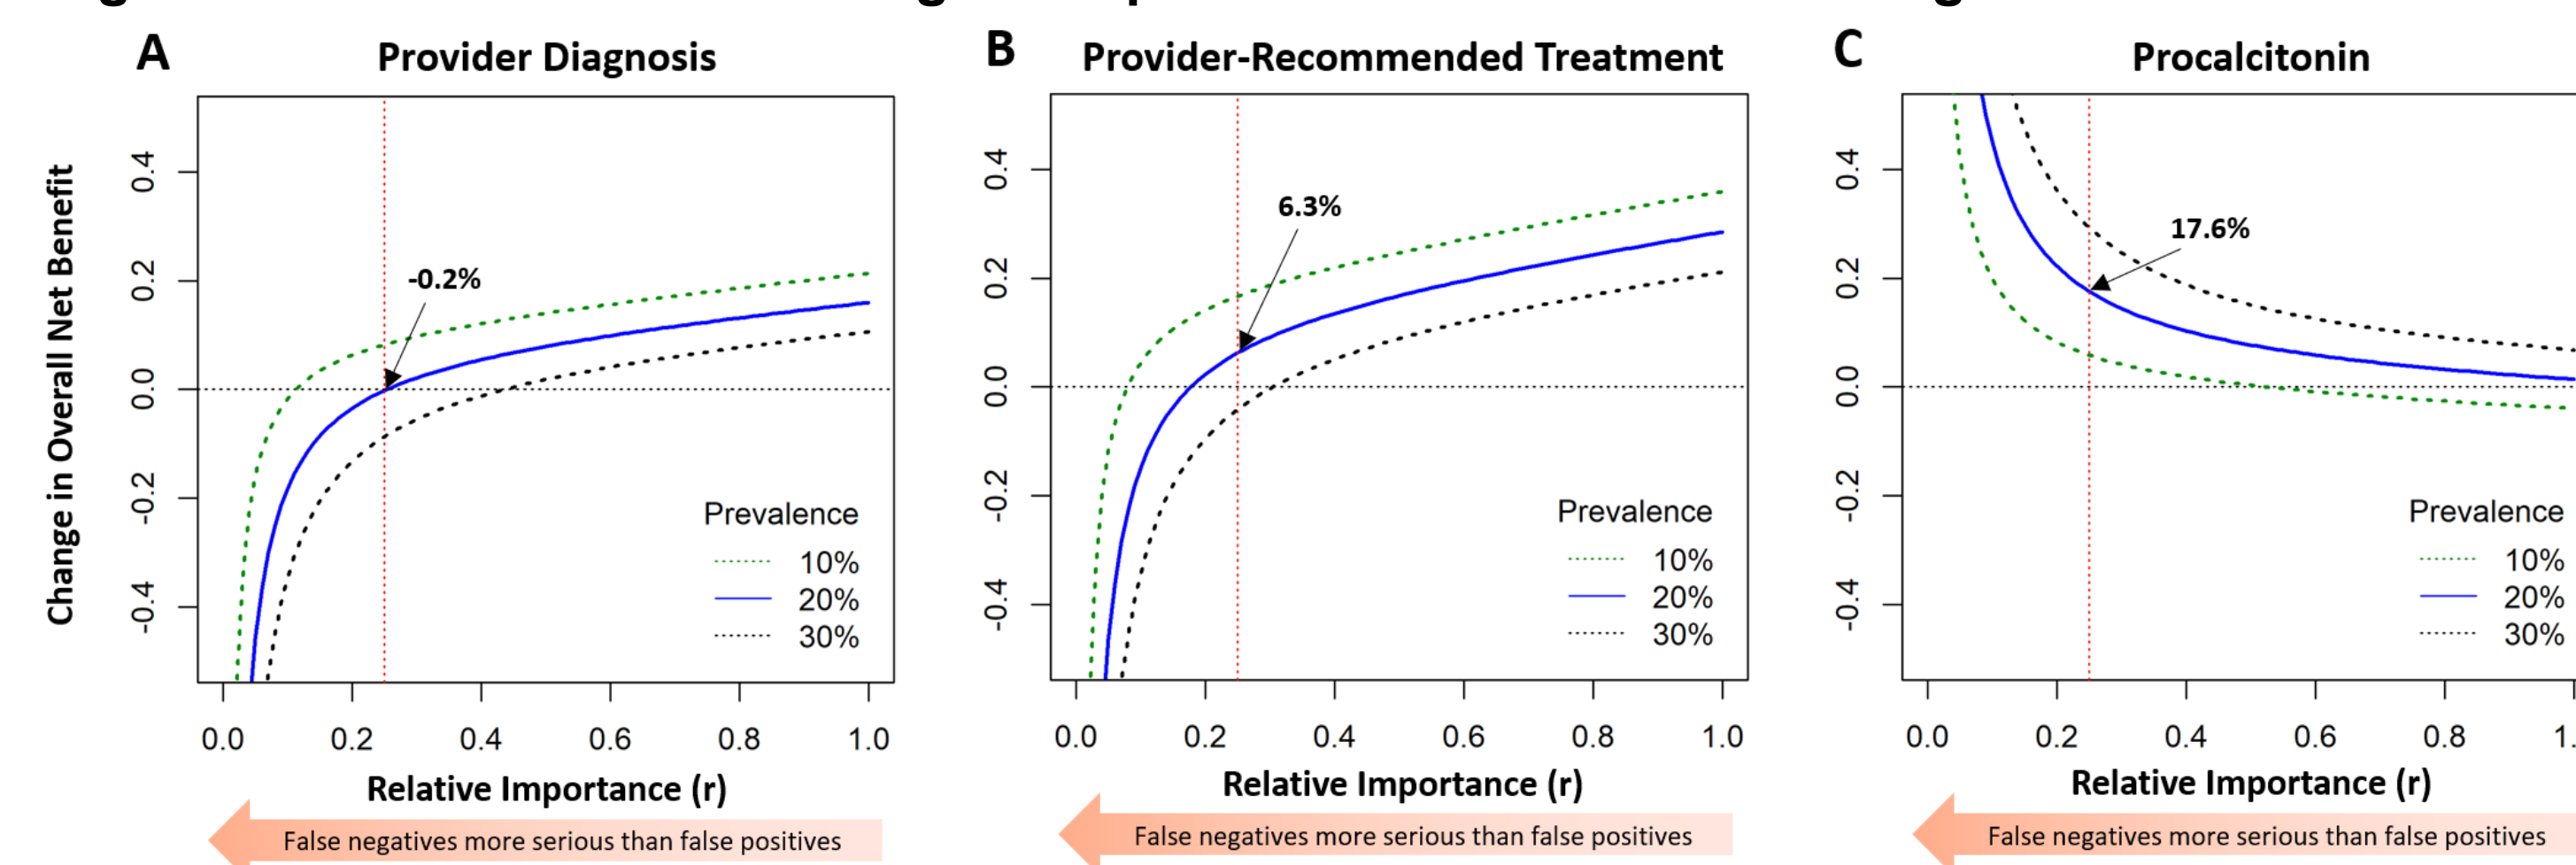 A
Provider Diagnosis
Change in Overall Net Benefit
0.4
0.2
0.0
-0.2
-0.4
-0.2%
Prevalence
10%
20%
30%
0.0 0.2 0.4 0.6 0.8 1.0
Relative Importance (r)
False negatives more serious than false positives
B
Provider-Recommended Treatment
0.4
0.2
0.0
-0.2
-0.4
6.3%
Prevalence
10%
20%
30%
0.0 0.2 0.4 0.6 0.8 1.0
Relative Importance (r)
False negatives more serious than false positives
C
Procalcitonin
0.4
0.2
0.0
-0.2
-0.4
17.6%
Prevalence
10%
20%
30%
0.0 0.2 0.4 0.6 0.8 1.
Relative Importance (r)
False negatives more serious than false positives